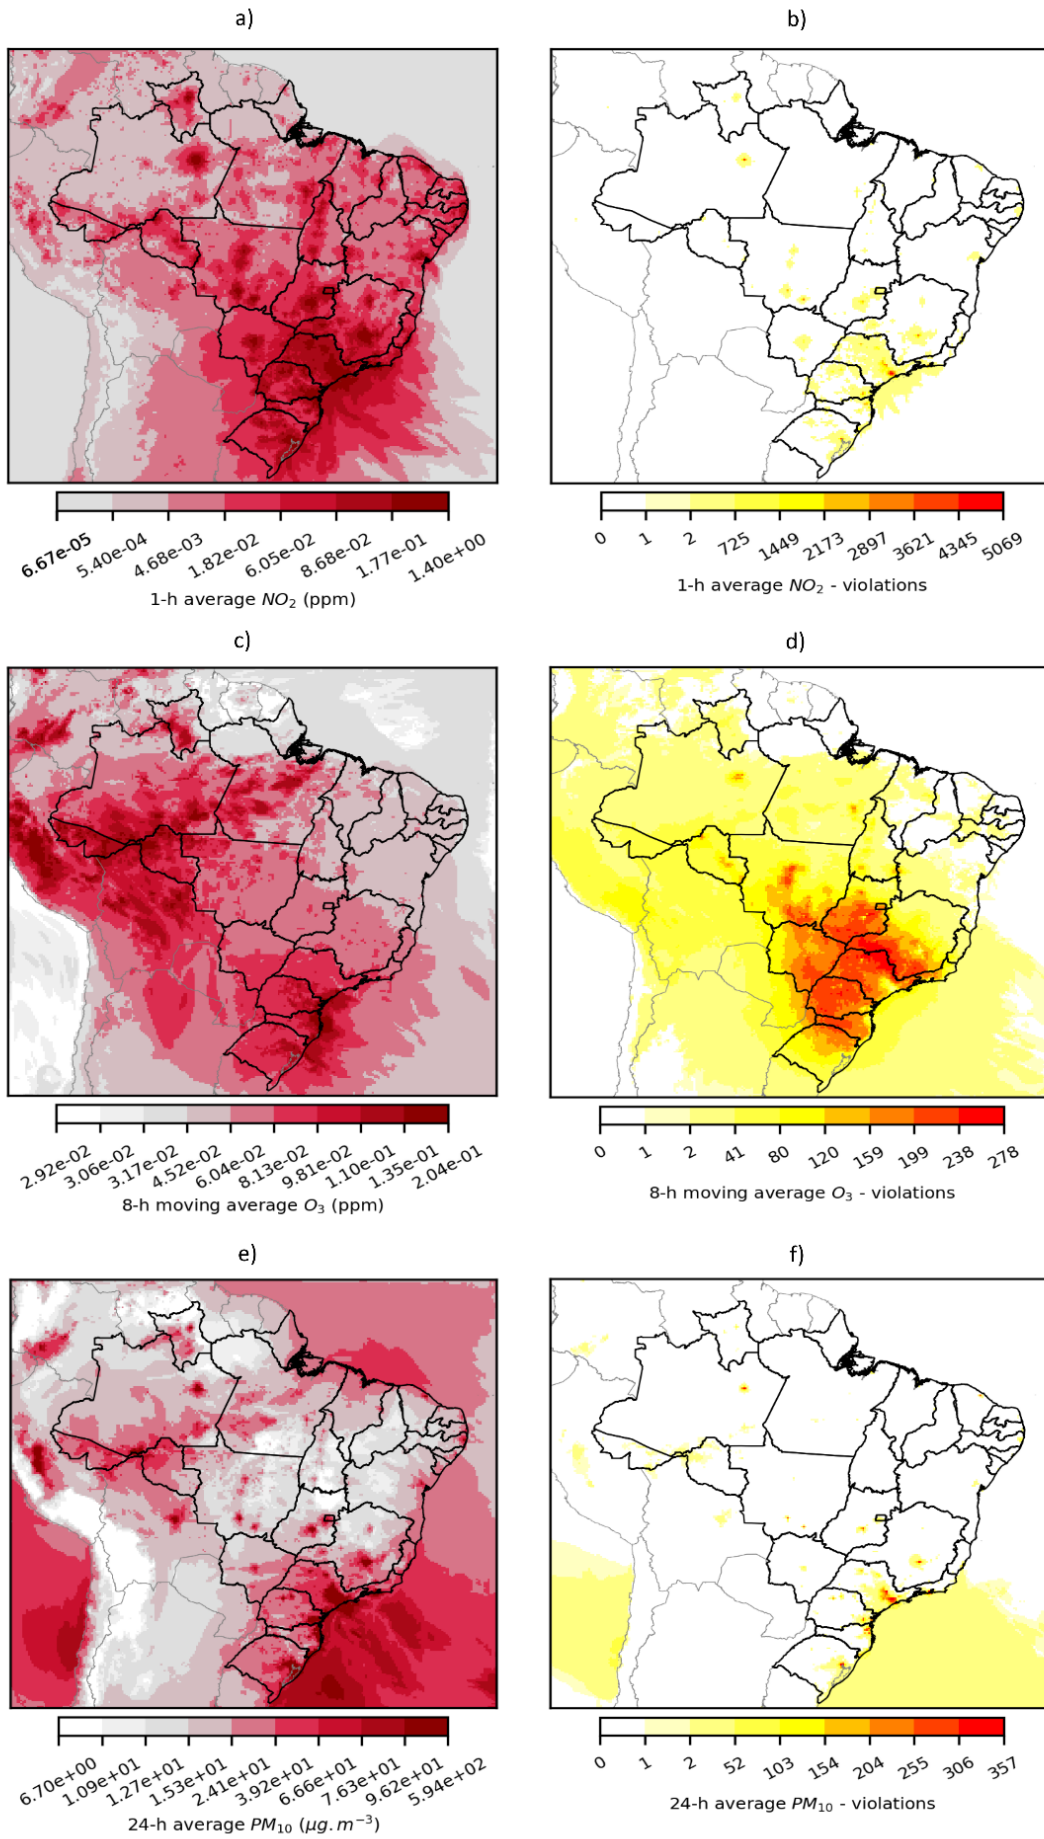 a)
b)
6.67e-05 5.40e-04 4.68e-03 1.82e-02 6.05e-02 8.68e-02 1.77e-01 1.40e+00
1-h average NO₂ (ppm)
0 1 2 725 1449 2173 2897 3621 4345 5069
1-h average NO₂ - violations
c)
d)
2.92e-02 3.06e-02 3.17e-02 4.52e-02 6.04e-02 8.13e-02 9.81e-02 1.10e-01 1.35e-01 2.04e-01
8-h moving average O₃ (ppm)
0 1 2 41 80 120 159 199 238 278
8-h moving average O₃ - violations
e)
f)
6.70e+00 1.09e+01 1.27e+01 1.53e+01 2.41e+01 3.92e+01 6.66e+01 7.63e+01 9.62e+01 5.94e+02
24-h average PM₁₀ (μg.m⁻³)
0 1 2 52 103 154 204 255 306 357
24-h average PM₁₀ - violations